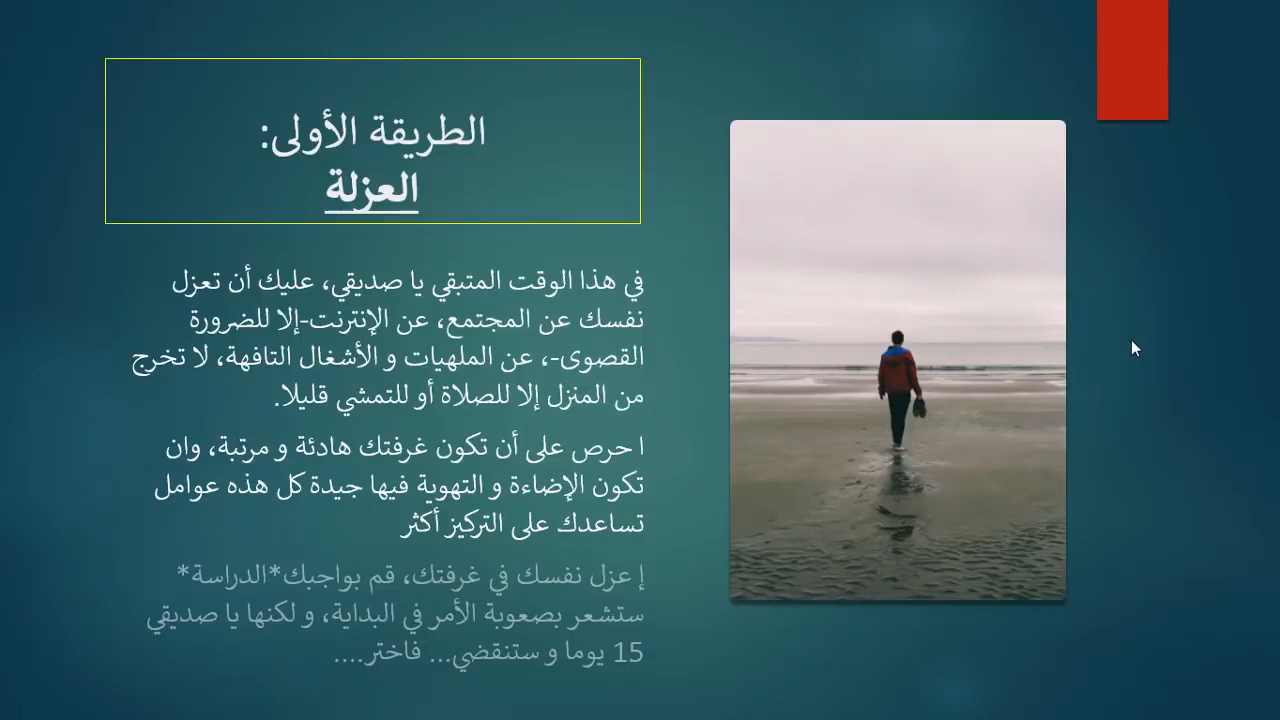 الطريقة الأولى:
العزلة
في هذا الوقت المتبقي يا صديقي، عليك أن تعزل
نفسك عن المجتمع، عن الإنترنت-إلا للضرورة
القصوى-، عن الملهيات و الأشغال التافهة، لا تخرج
من المنزل إلا للصلاة أو للتمشي قليلا.
ا حرص على أن تكون غرفتك هادئة و مرتبة، وان
تكون الإضاءة و التهوية فيها جيدة كل هذه عوامل
تساعدك على التركيز أكثر
إ عزل نفسك في غرفتك، قم بواجبك*الدراسة*
ستشعر بصعوبة الأمر في البداية، و لكنها يا صديقي
15 يوما و ستنقضي... فاختر....